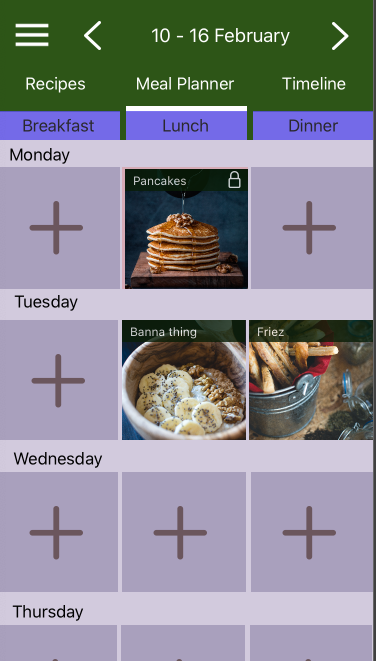 10 - 16 February
Recipes Meal Planner Timeline
Breakfast Lunch Dinner
Monday
Pancakes
Tuesday
Banna thing Friez
Wednesday
Thursday